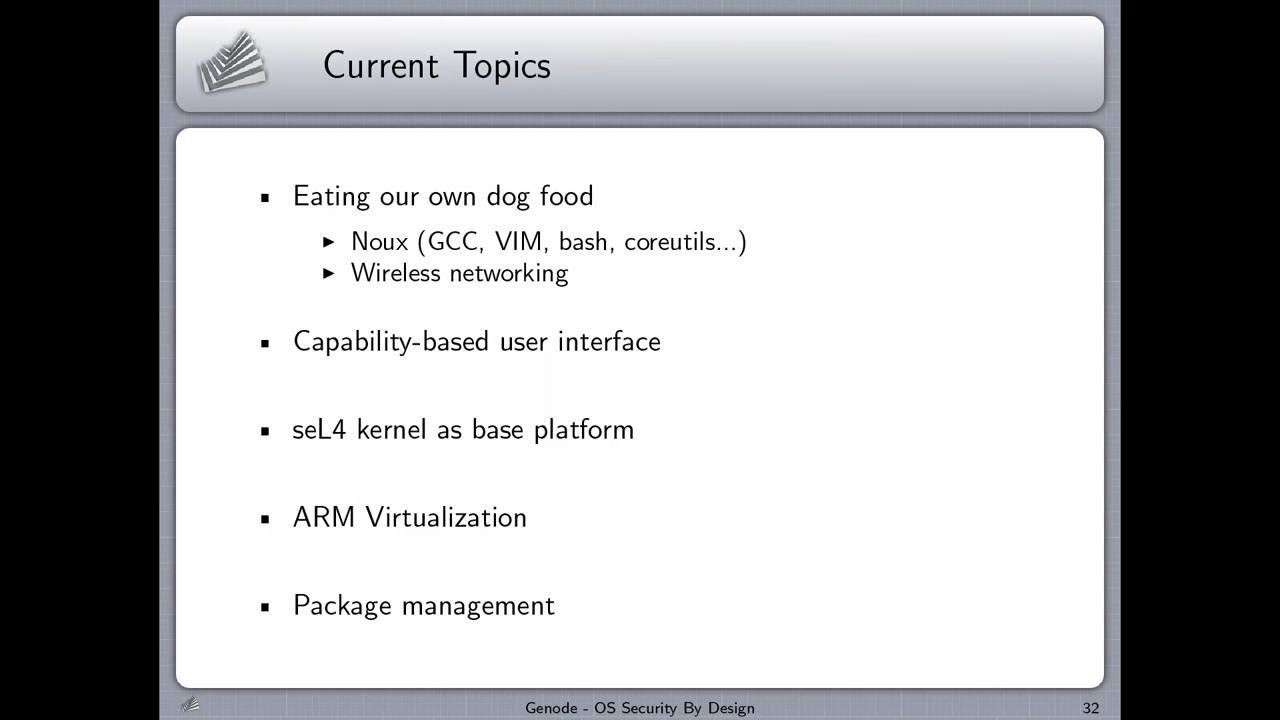 Current Topics
Eating our own dog food
Noux (GCC, VIM, bash, coreutils...)
Wireless networking
Capability-based user interface
seL4 kernel as base platform
ARM Virtualization
Package management
Genode - OS Security By Design
32